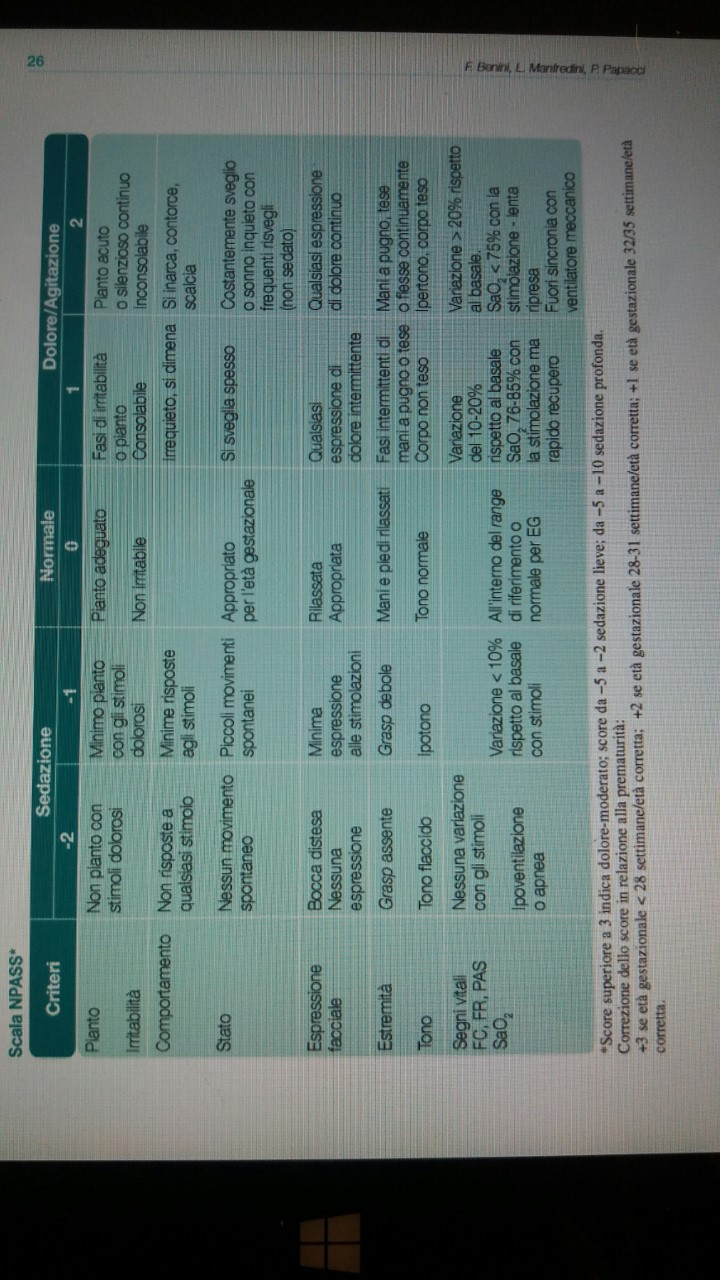 26
F. Benini, L. Manfredini, P. Papacci
Scala NPASS*
Criteri
Sedazione
Normale
Dolore/Agitazione
-2
-1
0
1
2
Pianto
Irritabilità
Non pianto con
stimoli dolorosi
Minimo pianto
con gli stimoli
dolorosi
Pianto adeguato
Non irritabile
Fasi di irritabilità
o pianto
Consolabile
Pianto acuto
o silenzioso continuo
Inconsolabile
Comportamento
Non risposte a
qualsiasi stimolo
Minime risposte
agli stimoli
Irrequieto, si dimena
Si inarca, contorce,
scalcia
Stato
Nessun movimento
spontaneo
Piccoli movimenti
spontanei
Appropriato
per l'età gestazionale
Si sveglia spesso
Costantemente sveglio
o sonno inquieto con
frequenti risvegli
(non sedato)
Espressione
facciale
Bocca distesa
Nessuna
espressione
Minima
espressione
alle stimolazioni
Rilassata
Appropriata
Qualsiasi
espressione di
dolore intermittente
Qualsiasi espressione
di dolore continuo
Estremità
Grasp assente
Grasp debole
Mani e piedi rilassati
Fasi intermittenti di
mani a pugno o tese
Mani a pugno, tese
o flesse continuamente
Tono
Tono flaccido
Ipotono
Tono normale
Corpo non teso
Ipertono, corpo teso
Segni vitali
FC, FR, PAS
SaO2
Nessuna variazione
con gli stimoli
Ipoventilazione
o apnea
Variazione < 10%
rispetto al basale
con stimoli
All'interno del range
di riferimento o
normale per EG
Variazione
del 10-20%
rispetto al basale
SaO2 76-85% con
la stimolazione ma
rapido recupero
Variazione > 20% rispetto
al basale.
SaO2 < 75% con la
stimolazione - lenta
ripresa
Fuori sincronia con
ventilatore meccanico
*Score superiore a 3 indica dolore-moderato; score da −5 a −2 sedazione lieve; da −5 a −10 sedazione profonda.
Correzione dello score in relazione alla prematurità:
+3 se età gestazionale < 28 settimane/età corretta; +2 se età gestazionale 28-31 settimane/età corretta; +1 se età gestazionale 32/35 settimane/età
corretta.